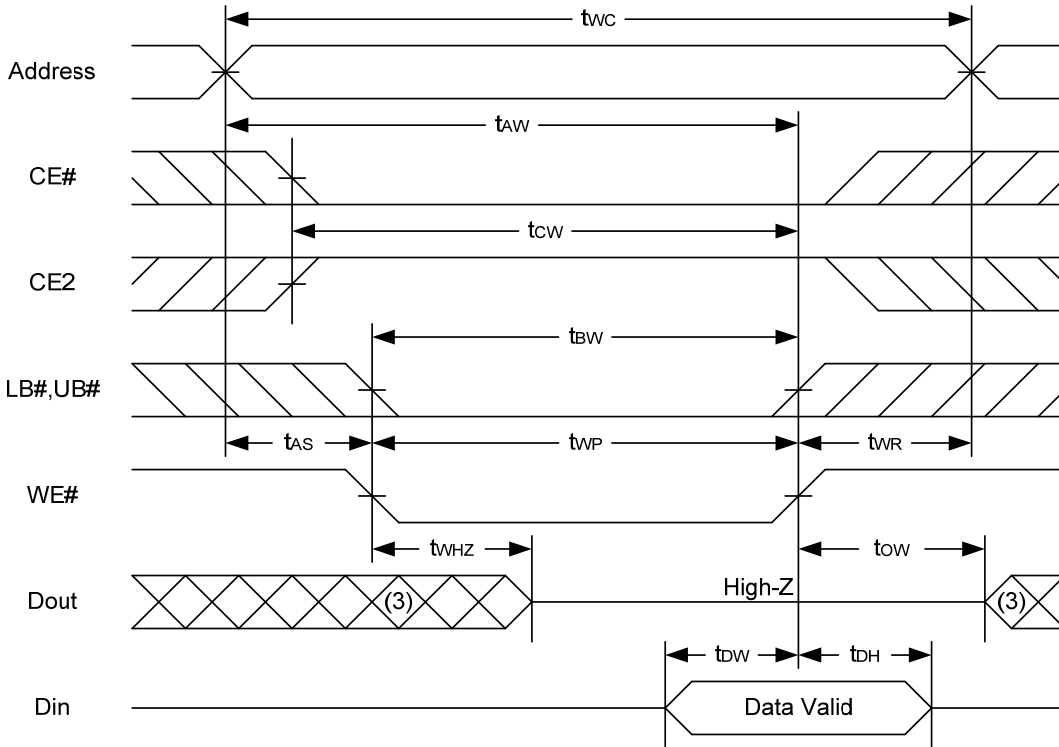 tWC
Address
tAW
CE#
tCW
CE2
tBW
LB#,UB#
tAS tWP tWR
WE#
tWHZ tOW
High-Z
Dout (3) (3)
tDW tDH
Din Data Valid